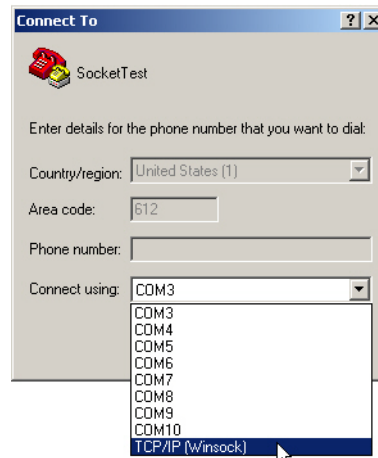 Connect To
SocketTest
Enter details for the phone number that you want to dial:
Country/region: United States (1)
Area code: 612
Phone number:
Connect using: COM3
COM3
COM4
COM5
COM6
COM7
COM8
COM9
COM10
TCP/IP (Winsock)